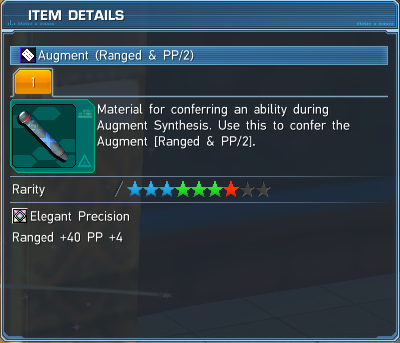 ITEM DETAILS
Augment (Ranged & PP/2)
1
Material for conferring an ability during
Augment Synthesis. Use this to confer the
Augment [Ranged & PP/2].
Rarity
Elegant Precision
Ranged +40 PP +4